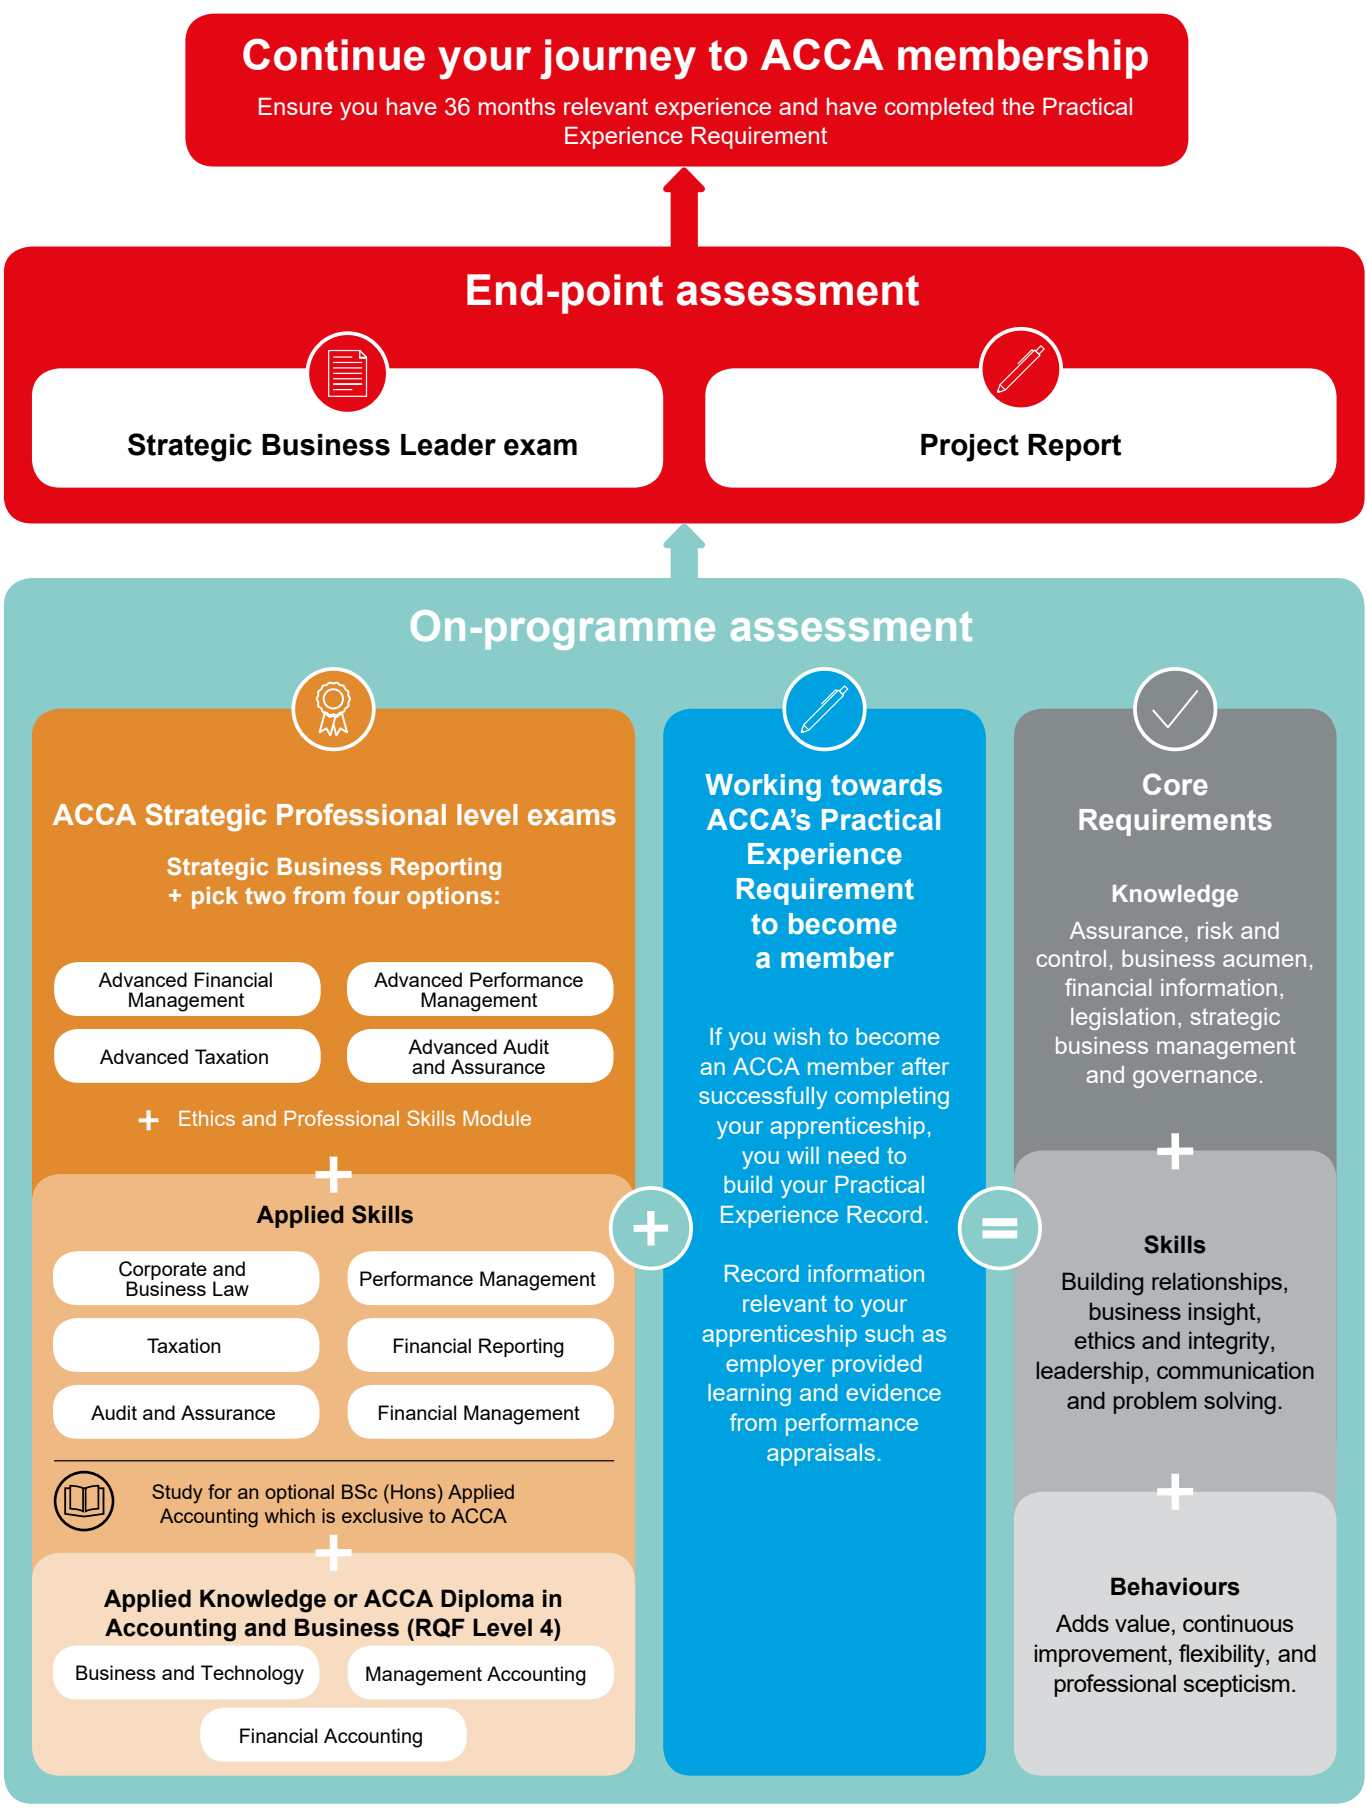 Continue your journey to ACCA membership
Ensure you have 36 months relevant experience and have completed the Practical
Experience Requirement
End-point assessment
Strategic Business Leader exam
Project Report
On-programme assessment
ACCA Strategic Professional level exams
Strategic Business Reporting
+ pick two from four options:
Advanced Financial
Management
Advanced Performance
Management
Advanced Taxation
Advanced Audit
and Assurance
+ Ethics and Professional Skills Module
+
Applied Skills
Corporate and
Business Law
Performance Management
Taxation
Financial Reporting
Audit and Assurance
Financial Management
Study for an optional BSc (Hons) Applied
Accounting which is exclusive to ACCA
+
Applied Knowledge or ACCA Diploma in
Accounting and Business (RQF Level 4)
Business and Technology
Management Accounting
Financial Accounting
+
Working towards
ACCA’s Practical
Experience
Requirement
to become
a member
If you wish to become
an ACCA member after
successfully completing
your apprenticeship,
you will need to
build your Practical
Experience Record.
Record information
relevant to your
apprenticeship such as
employer provided
learning and evidence
from performance
appraisals.
=
Core
Requirements
Knowledge
Assurance, risk and
control, business acumen,
financial information,
legislation, strategic
business management
and governance.
+
Skills
Building relationships,
business insight,
ethics and integrity,
leadership, communication
and problem solving.
+
Behaviours
Adds value, continuous
improvement, flexibility, and
professional scepticism.